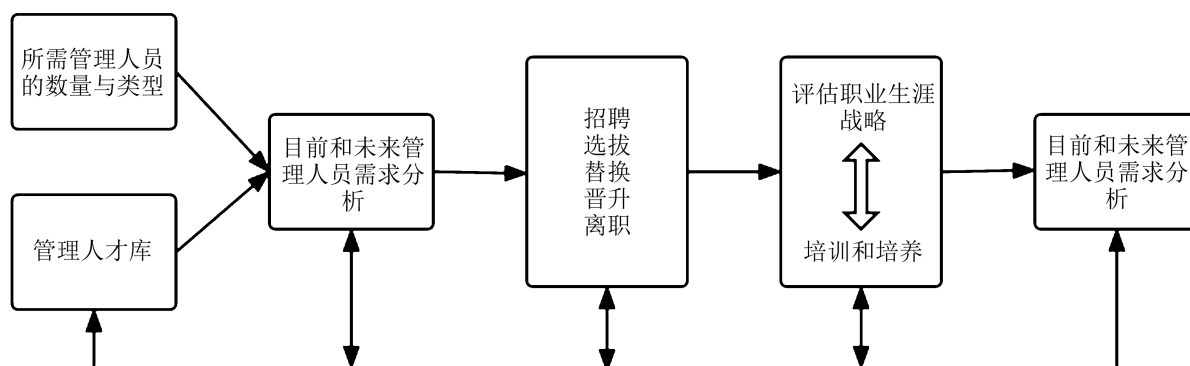 所需管理人员
的数量与类型
管理人才库
目前和未来管
理人员需求分
析
招聘
选拔
替换
晋升
离职
评估职业生涯
战略
培训和培养
目前和未来管
理人员需求分
析